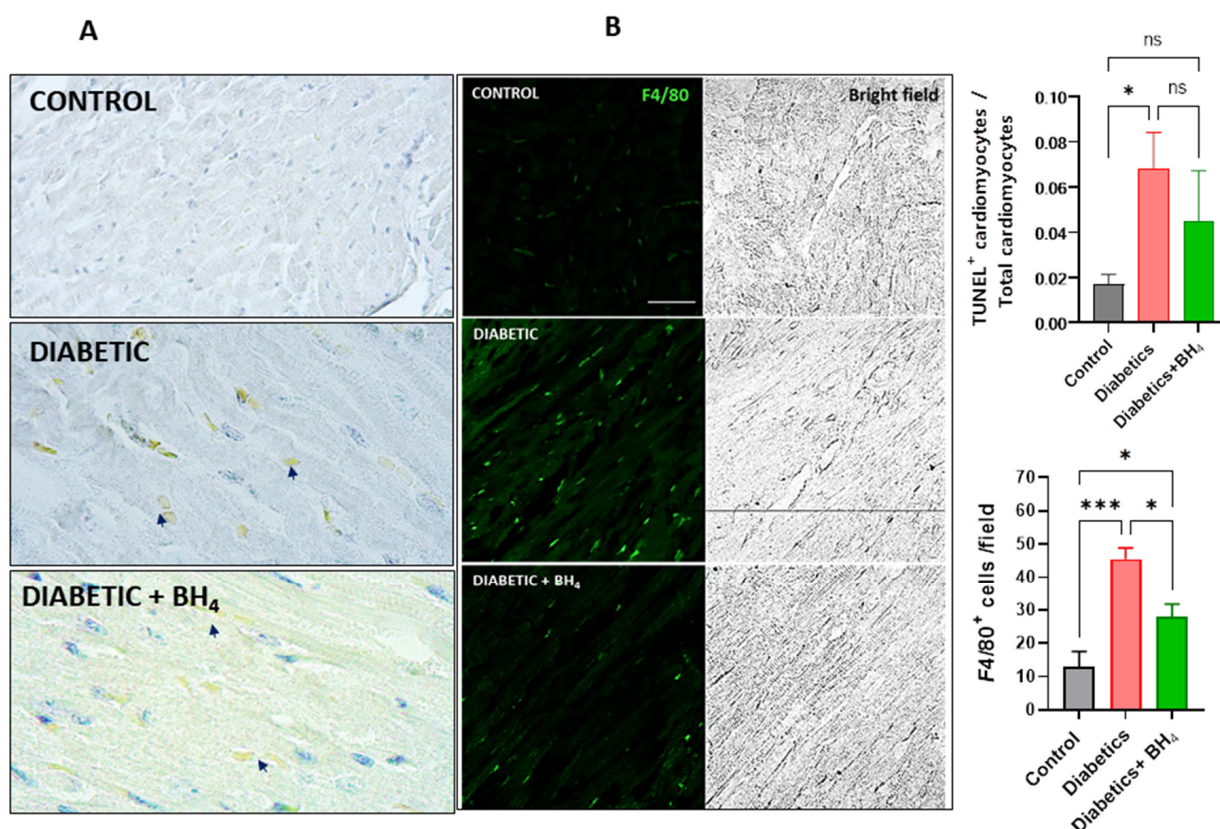 A
B
CONTROL
DIABETIC
DIABETIC + BH₄
CONTROL
F4/80
Bright field
DIABETIC
DIABETIC + BH₄
ns
*
ns
TUNEL⁺ cardiomyocytes /
Total cardiomyocytes
0.10
0.08
0.06
0.04
0.02
0.00
Control
Diabetics
Diabetics+BH₄
*
***
*
F4/80⁺ cells /field
70
60
50
40
30
20
10
0
Control
Diabetics
Diabetics+ BH₄